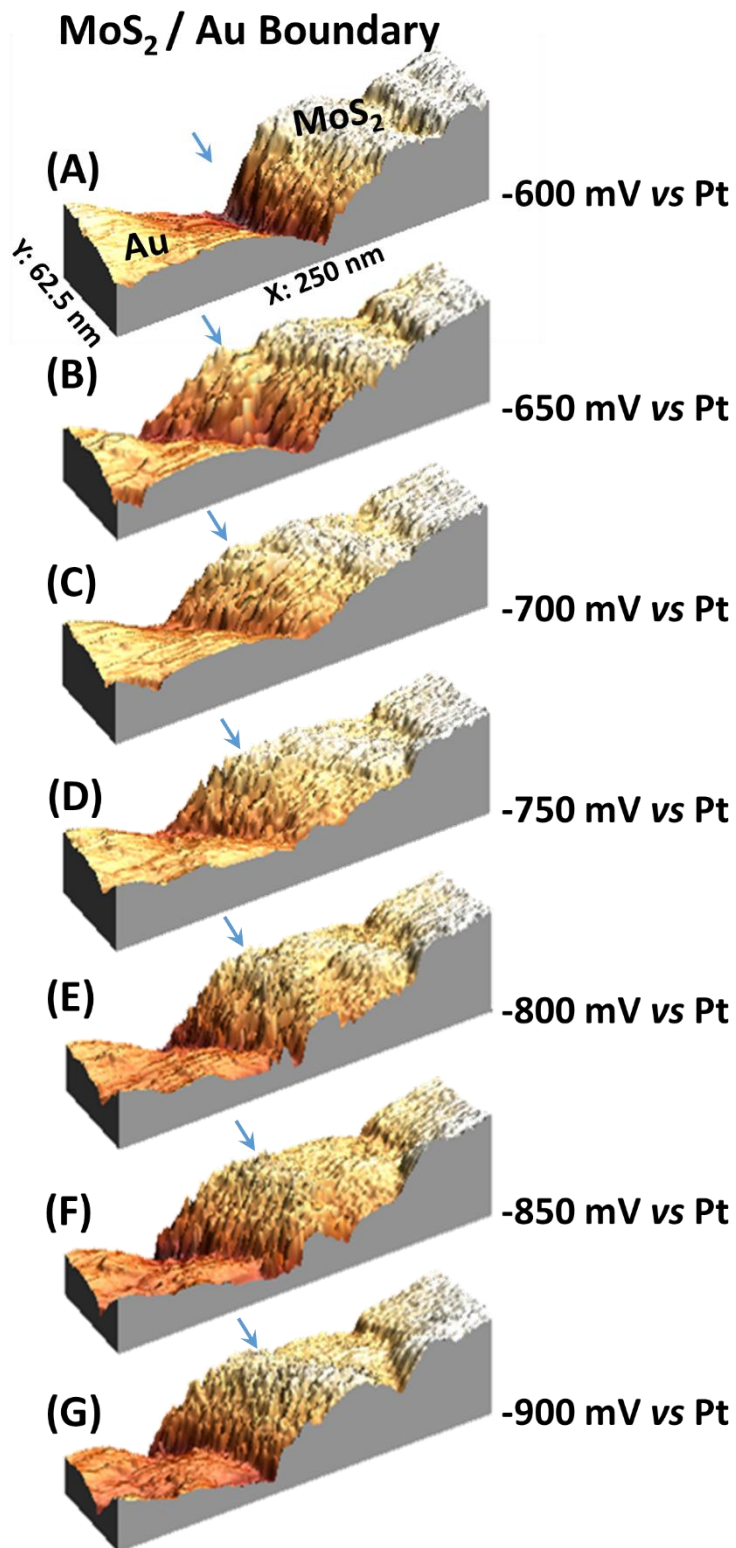 MoS₂ / Au Boundary
MoS₂
(A)
-600 mV vs Pt
Au
Y: 62.5 nm
X: 250 nm
(B)
-650 mV vs Pt
(C)
-700 mV vs Pt
(D)
-750 mV vs Pt
(E)
-800 mV vs Pt
(F)
-850 mV vs Pt
(G)
-900 mV vs Pt